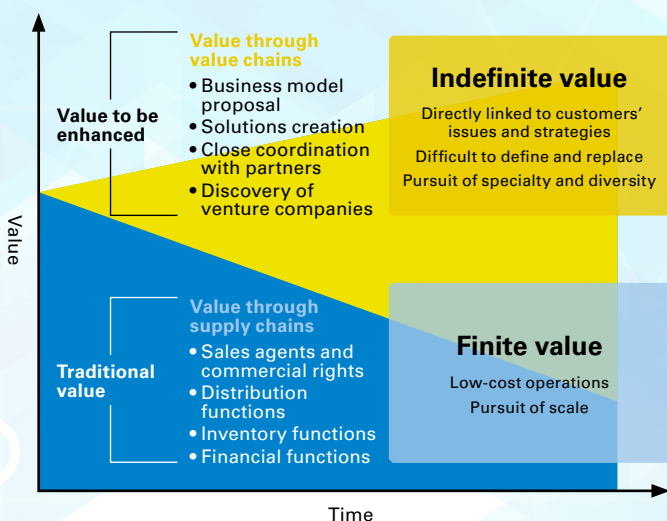 Value
Value to be
enhanced
Value through
value chains
• Business model
proposal
• Solutions creation
• Close coordination
with partners
• Discovery of
venture companies
Indefinite value
Directly linked to customers’
issues and strategies
Difficult to define and replace
Pursuit of specialty and diversity
Traditional
value
Value through
supply chains
• Sales agents and
commercial rights
• Distribution
functions
• Inventory functions
• Financial functions
Finite value
Low-cost operations
Pursuit of scale
Time